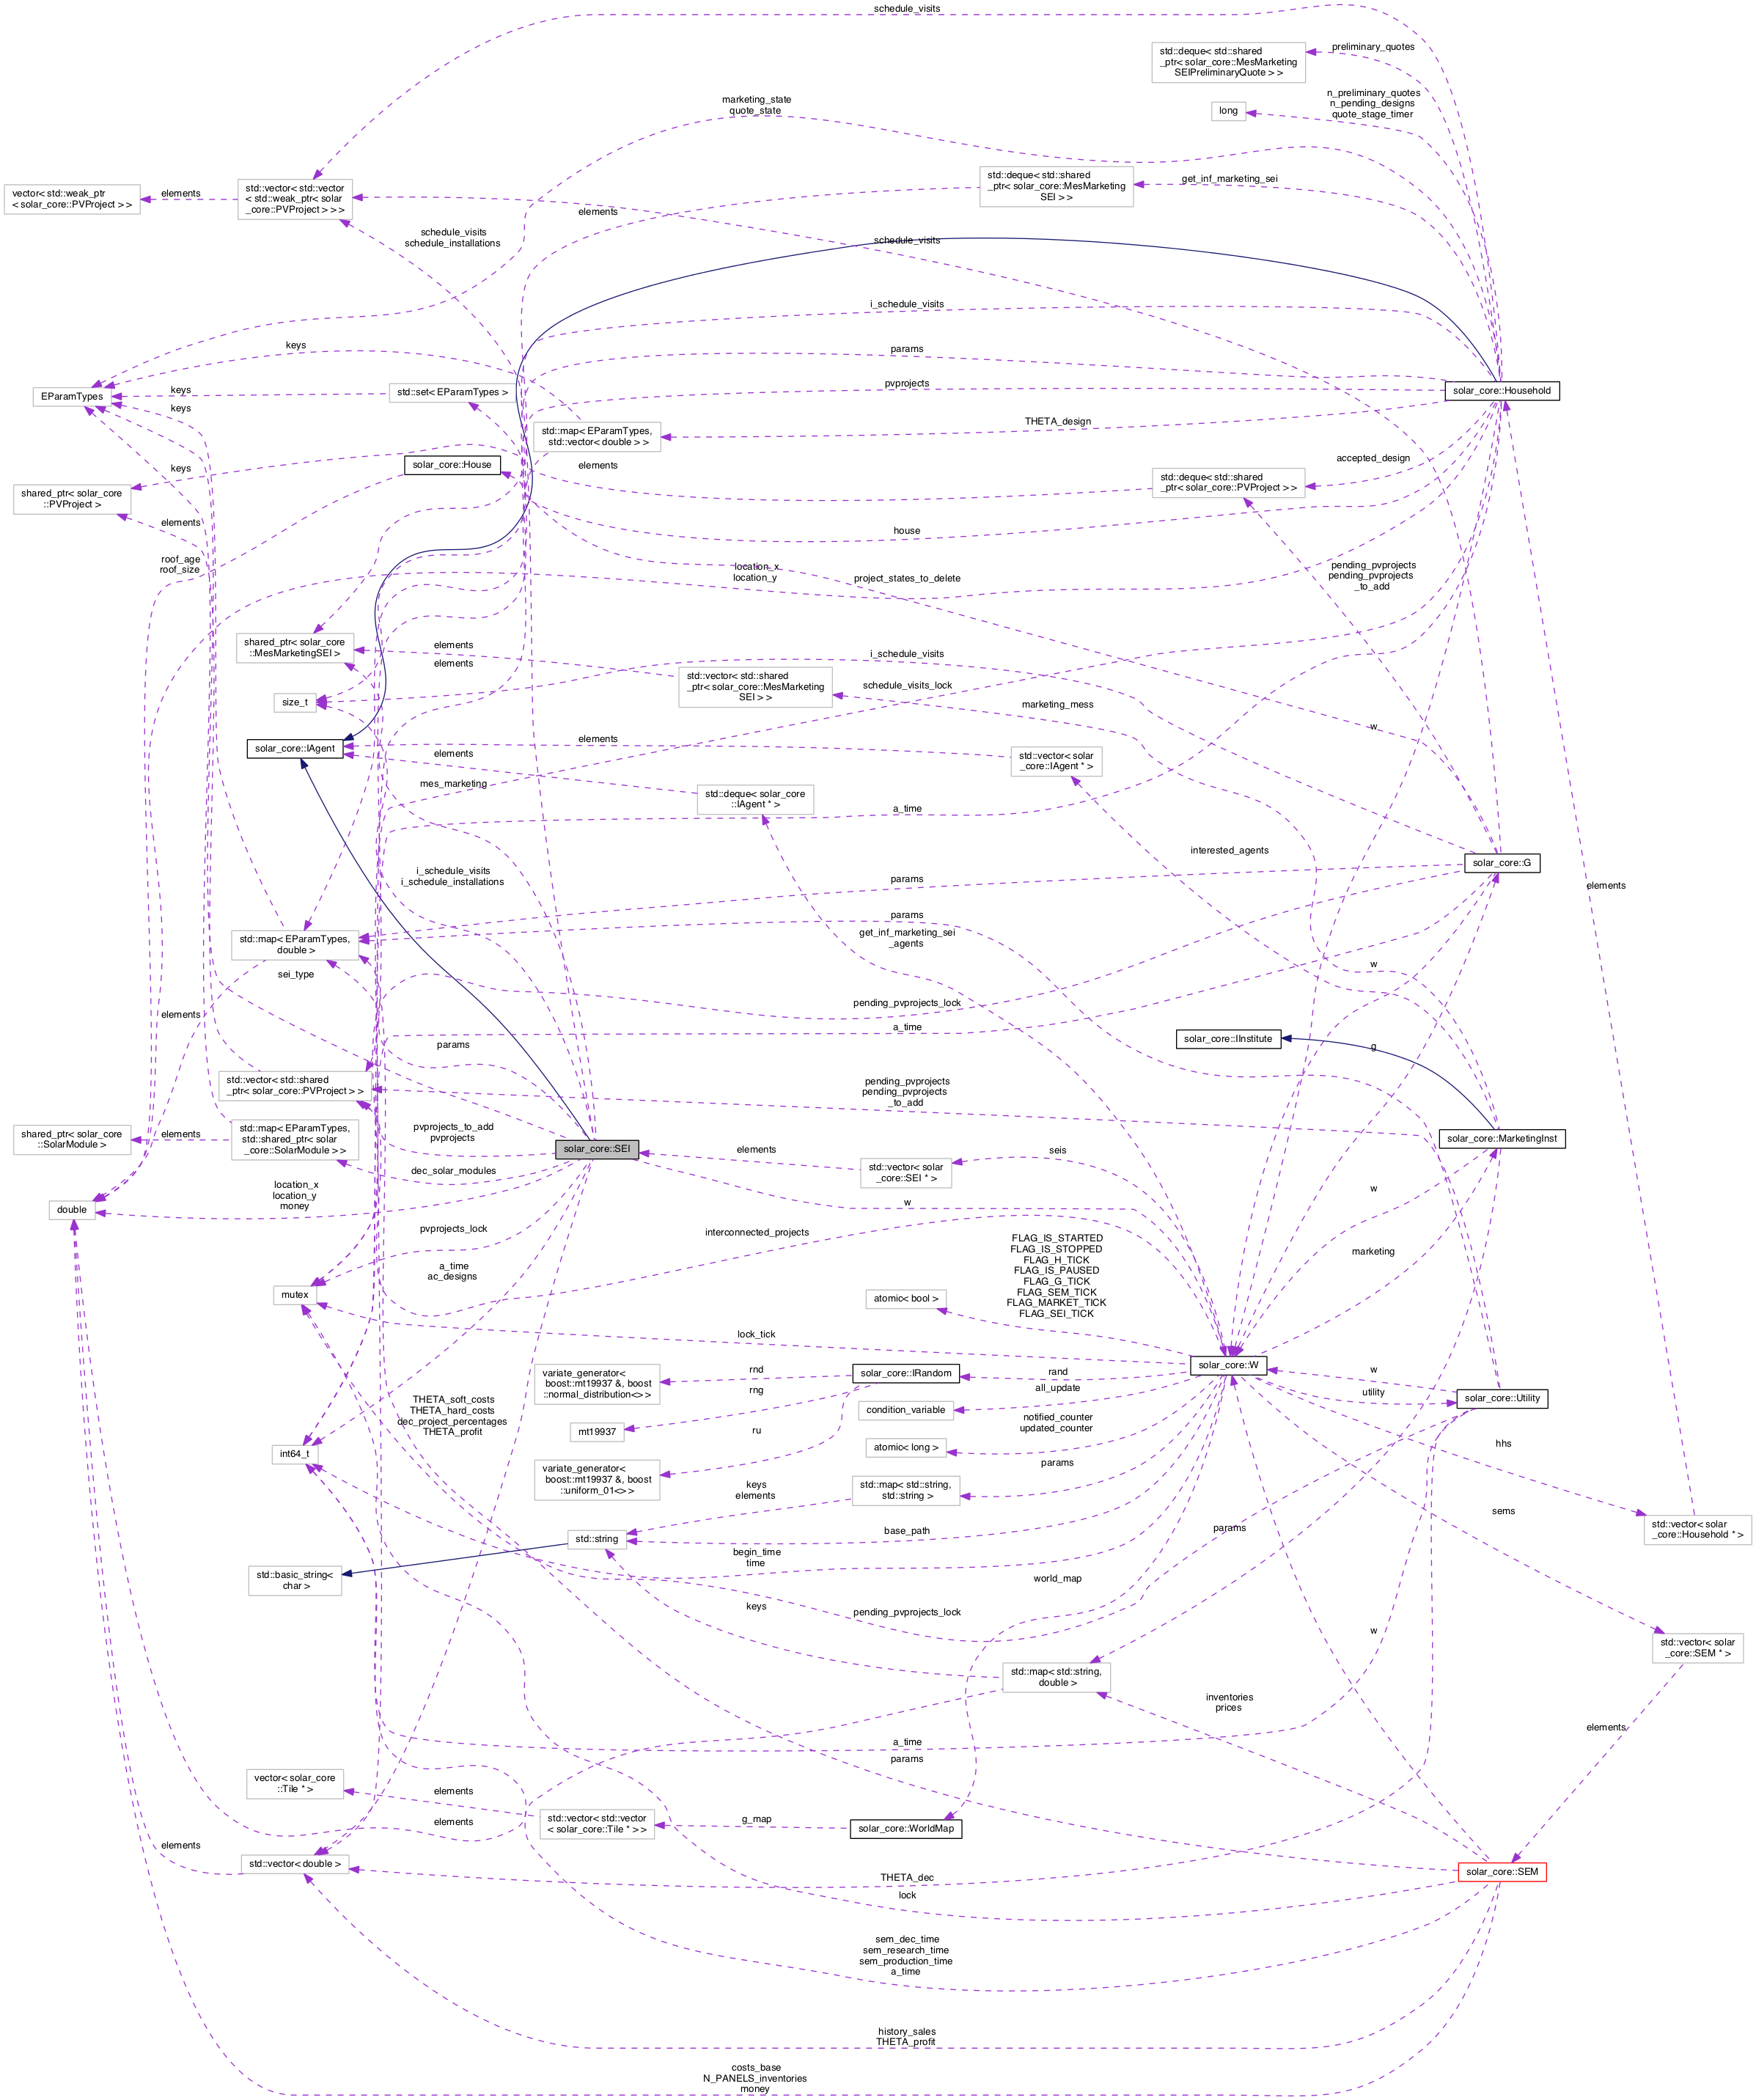 schedule_visits
std::deque< std::shared
_ptr< solar_core::MesMarketing
SEIPreliminaryQuote > >
preliminary_quotes
n_preliminary_quotes
n_pending_designs
quote_stage_timer
long
marketing_state
quote_state
vector< std::weak_ptr
< solar_core::PVProject > >
elements
std::vector< std::vector
< std::weak_ptr< solar
_core::PVProject > > >
std::deque< std::shared
_ptr< solar_core::MesMarketing
SEI > >
get_inf_marketing_sei
elements
schedule_visits
schedule_installations
schedule_visits
i_schedule_visits
keys
params
EParamTypes
keys
std::set< EParamTypes >
pvprojects
solar_core::Household
keys
THETA_design
std::map< EParamTypes,
std::vector< double > >
solar_core::House
keys
elements
accepted_design
std::deque< std::shared
_ptr< solar_core::PVProject > >
shared_ptr< solar_core
::PVProject >
elements
house
roof_age
roof_size
location_x
location_y
project_states_to_delete
pending_pvprojects
pending_pvprojects
_to_add
shared_ptr< solar_core
::MesMarketingSEI >
elements
elements
i_schedule_visits
std::vector< std::shared
_ptr< solar_core::MesMarketing
SEI > >
schedule_visits_lock
size_t
marketing_mess
w
solar_core::IAgent
elements
elements
std::vector< solar
_core::IAgent * >
mes_marketing
std::deque< solar_core
::IAgent * >
a_time
interested_agents
solar_core::G
i_schedule_visits
i_schedule_installations
params
elements
params
std::map< EParamTypes,
double >
get_inf_marketing_sei
_agents
sei_type
w
elements
pending_pvprojects_lock
a_time
params
solar_core::IInstitute
g
std::vector< std::shared
_ptr< solar_core::PVProject > >
pending_pvprojects
pending_pvprojects
_to_add
shared_ptr< solar_core
::SolarModule >
elements
std::map< EParamTypes,
std::shared_ptr< solar
_core::SolarModule > >
pvprojects_to_add
pvprojects
solar_core::SEI
elements
seis
solar_core::MarketingInst
dec_solar_modules
std::vector< solar
_core::SEI * >
location_x
location_y
money
w
w
double
pvprojects_lock
interconnected_projects
FLAG_IS_STARTED
FLAG_IS_STOPPED
FLAG_H_TICK
FLAG_IS_PAUSED
FLAG_G_TICK
FLAG_SEM_TICK
FLAG_MARKET_TICK
FLAG_SEI_TICK
marketing
a_time
ac_designs
mutex
atomic< bool >
lock_tick
solar_core::W
variate_generator<
boost::mt19937 &, boost
::normal_distribution<> >
rnd
solar_core::IRandom
rand
w
rng
all_update
utility
solar_core::Utility
THETA_soft_costs
THETA_hard_costs
dec_project_percentages
THETA_profit
condition_variable
mt19937
ru
notified_counter
updated_counter
int64_t
atomic< long >
hhs
variate_generator<
boost::mt19937 &, boost
::uniform_01<> >
keys
elements
params
std::map< std::string,
std::string >
sems
std::string
base_path
params
std::vector< solar
_core::Household * >
std::basic_string<
char >
begin_time
time
world_map
keys
pending_pvprojects_lock
w
std::vector< solar
_core::SEM * >
std::map< std::string,
double >
inventories
prices
elements
a_time
params
vector< solar_core
::Tile * >
elements
elements
std::vector< std::vector
< solar_core::Tile * > >
g_map
solar_core::WorldMap
elements
std::vector< double >
THETA_dec
lock
solar_core::SEM
sem_dec_time
sem_research_time
sem_production_time
a_time
history_sales
THETA_profit
costs_base
N_PANELS_inventories
money